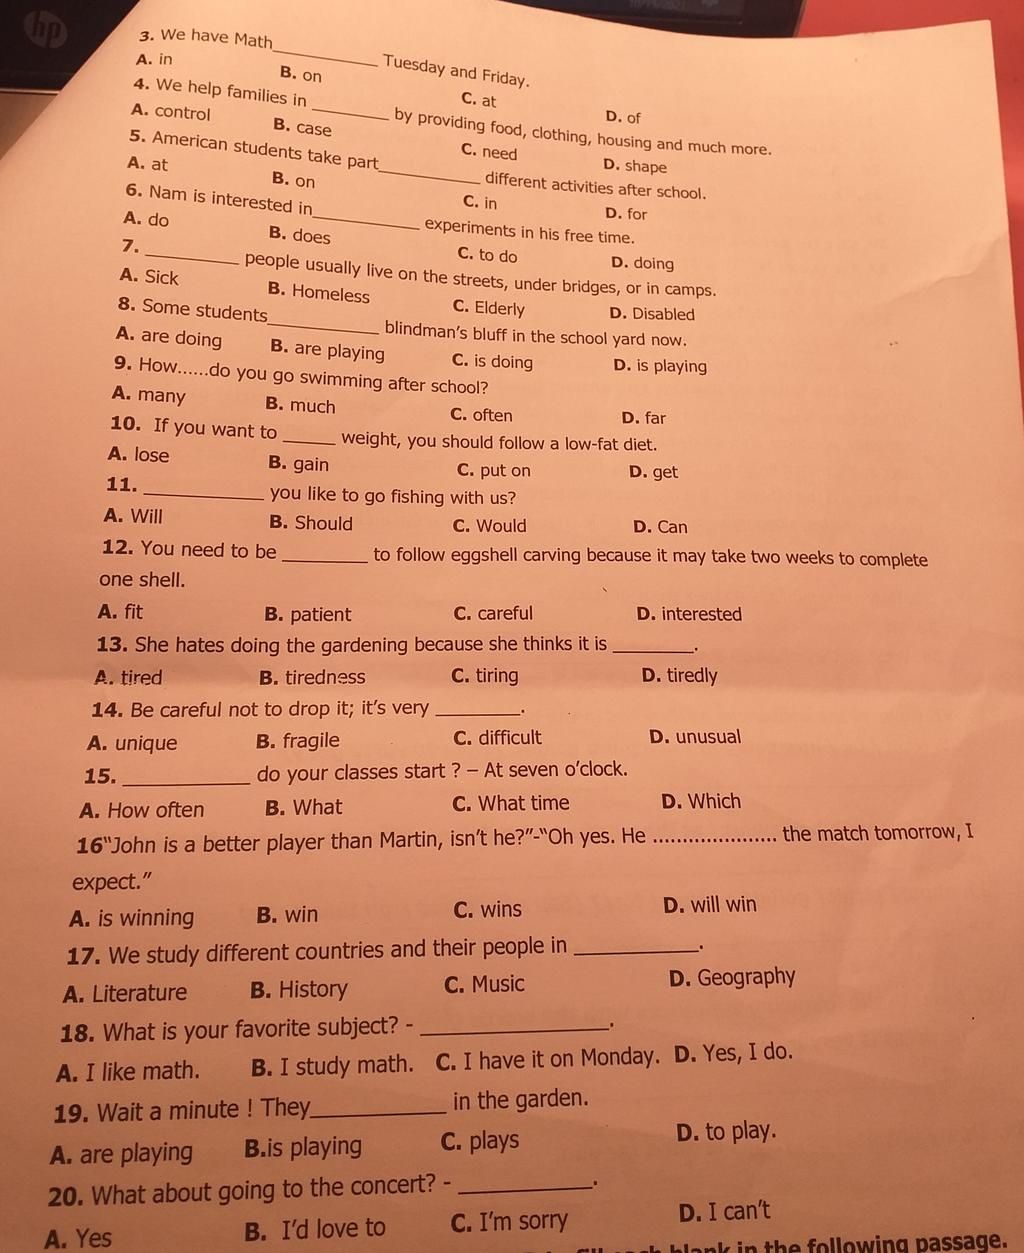 hp
3. We have Math__________ Tuesday and Friday.
A. in B. on C. at D. of
4. We help families in ________ by providing food, clothing, housing and much more.
A. control B. case C. need D. shape
5. American students take part__________ different activities after school.
A. at B. on C. in D. for
6. Nam is interested in__________ experiments in his free time.
A. do B. does C. to do D. doing
7. _________ people usually live on the streets, under bridges, or in camps.
A. Sick B. Homeless C. Elderly D. Disabled
8. Some students__________ blindman's bluff in the school yard now.
A. are doing B. are playing C. is doing D. is playing
9. How......do you go swimming after school?
A. many B. much C. often D. far
10. If you want to _____ weight, you should follow a low-fat diet.
A. lose B. gain C. put on D. get
11. ___________ you like to go fishing with us?
A. Will B. Should C. Would D. Can
12. You need to be ________ to follow eggshell carving because it may take two weeks to complete
one shell.
A. fit B. patient C. careful D. interested
13. She hates doing the gardening because she thinks it is ________.
A. tired B. tiredness C. tiring D. tiredly
14. Be careful not to drop it; it's very ________.
A. unique B. fragile C. difficult D. unusual
15. ___________ do your classes start ? – At seven o'clock.
A. How often B. What C. What time D. Which
16"John is a better player than Martin, isn't he?"-"Oh yes. He ..................... the match tomorrow, I
expect."
A. is winning B. win C. wins D. will win
17. We study different countries and their people in ___________.
A. Literature B. History C. Music D. Geography
18. What is your favorite subject? - ________________.
A. I like math. B. I study math. C. I have it on Monday. D. Yes, I do.
19. Wait a minute ! They___________ in the garden.
A. are playing B.is playing C. plays D. to play.
20. What about going to the concert? - ___________.
A. Yes B. I'd love to C. I'm sorry D. I can't
blank in the following passage.